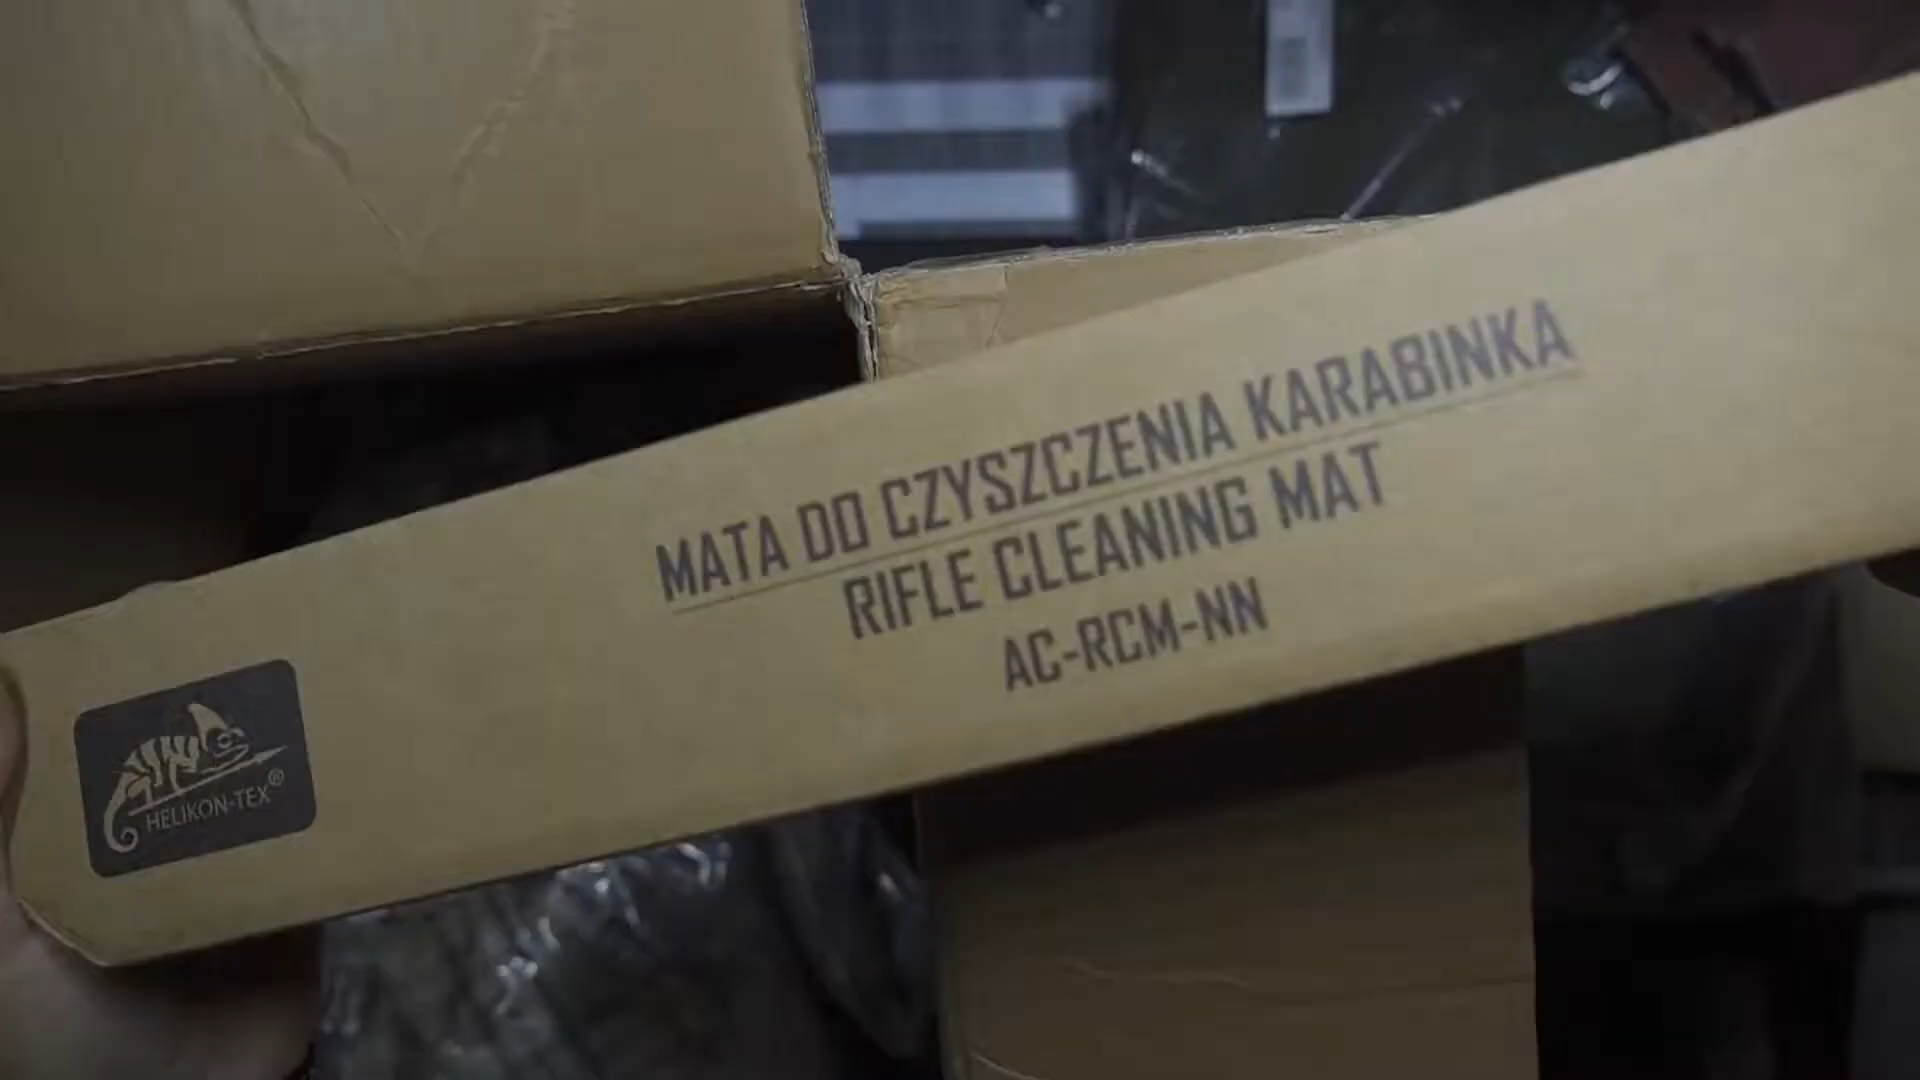 MATA DO CZYSZCZENIA KARABINKA
RIFLE CLEANING MAT
AC-RCM-NN
HELIKON-TEX®